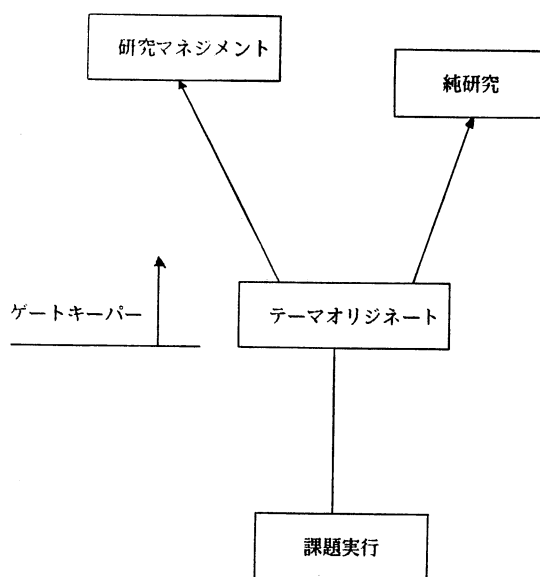 研究マネジメント
純研究
ゲートキーパー
テーマオリジネート
課題実行